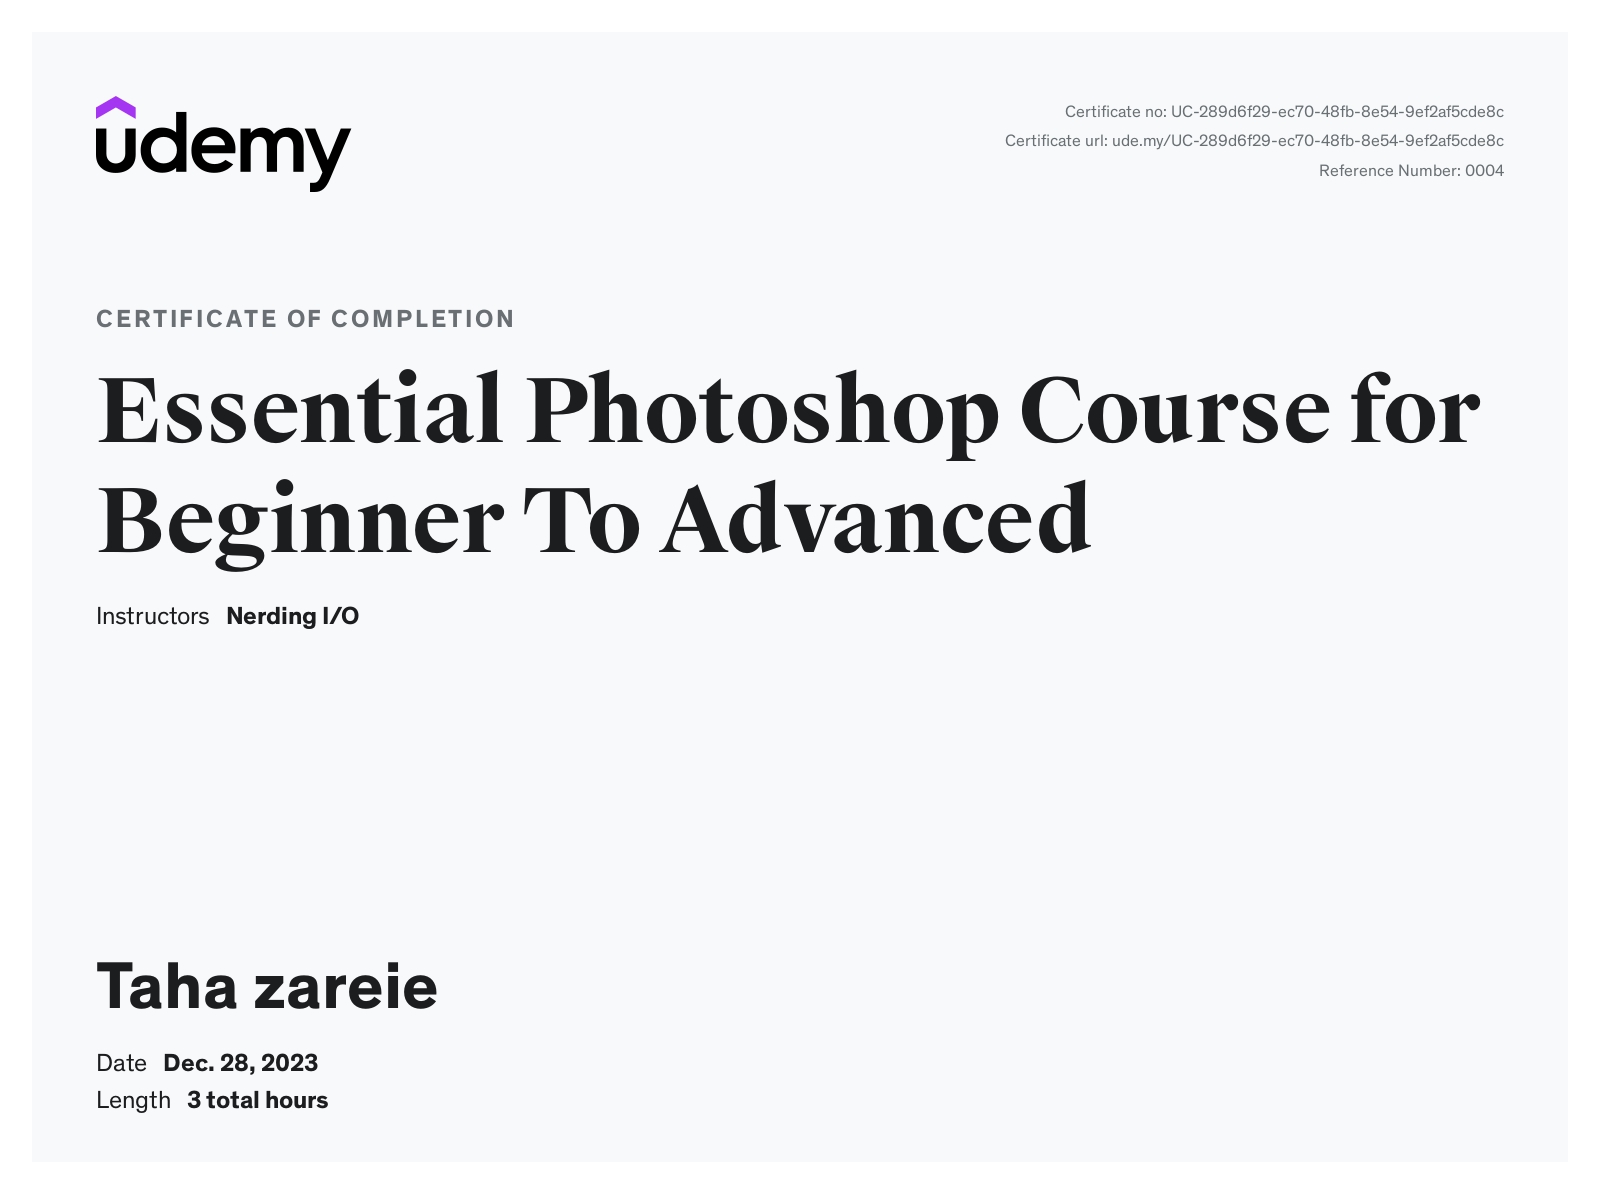 udemy
Certificate no: UC-289d6f29-ec70-48fb-8e54-9ef2af5cde8c
Certificate url: ude.my/UC-289d6f29-ec70-48fb-8e54-9ef2af5cde8c
Reference Number: 0004
CERTIFICATE OF COMPLETION
Essential Photoshop Course for
Beginner To Advanced
Instructors Nerding I/O
Taha zareie
Date Dec. 28, 2023
Length 3 total hours